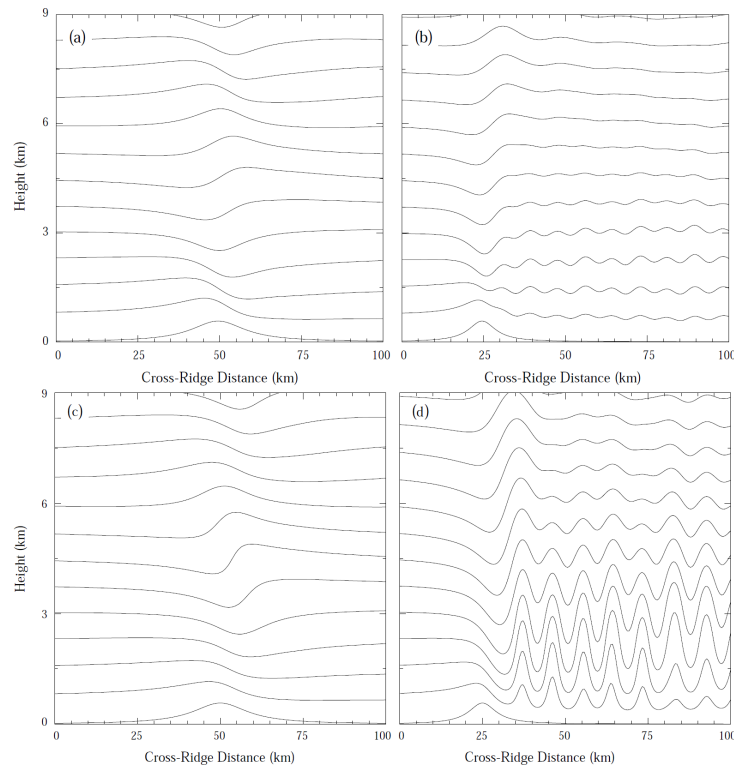 9
(a)
(b)
6
Height (km)
3
0
0 25 50 75 100
0 25 50 75 100
Cross-Ridge Distance (km)
Cross-Ridge Distance (km)
9
(c)
(d)
6
Height (km)
3
0
0 25 50 75 100
0 25 50 75 100
Cross-Ridge Distance (km)
Cross-Ridge Distance (km)